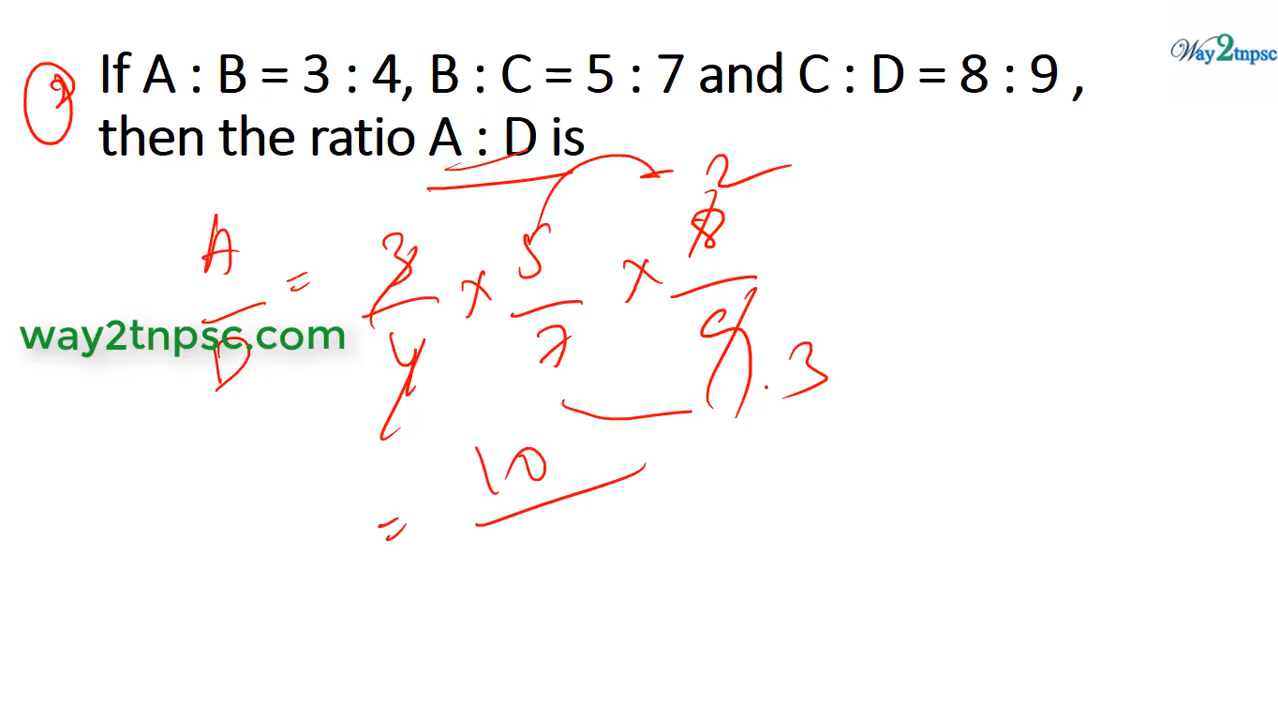 Way2tnpsc
If A : B = 3 : 4, B : C = 5 : 7 and C : D = 8 : 9 ,
then the ratio A : D is
2
A = 3 × 5 × 8
D 4 7 9 3
way2tnpsc.com
= 10